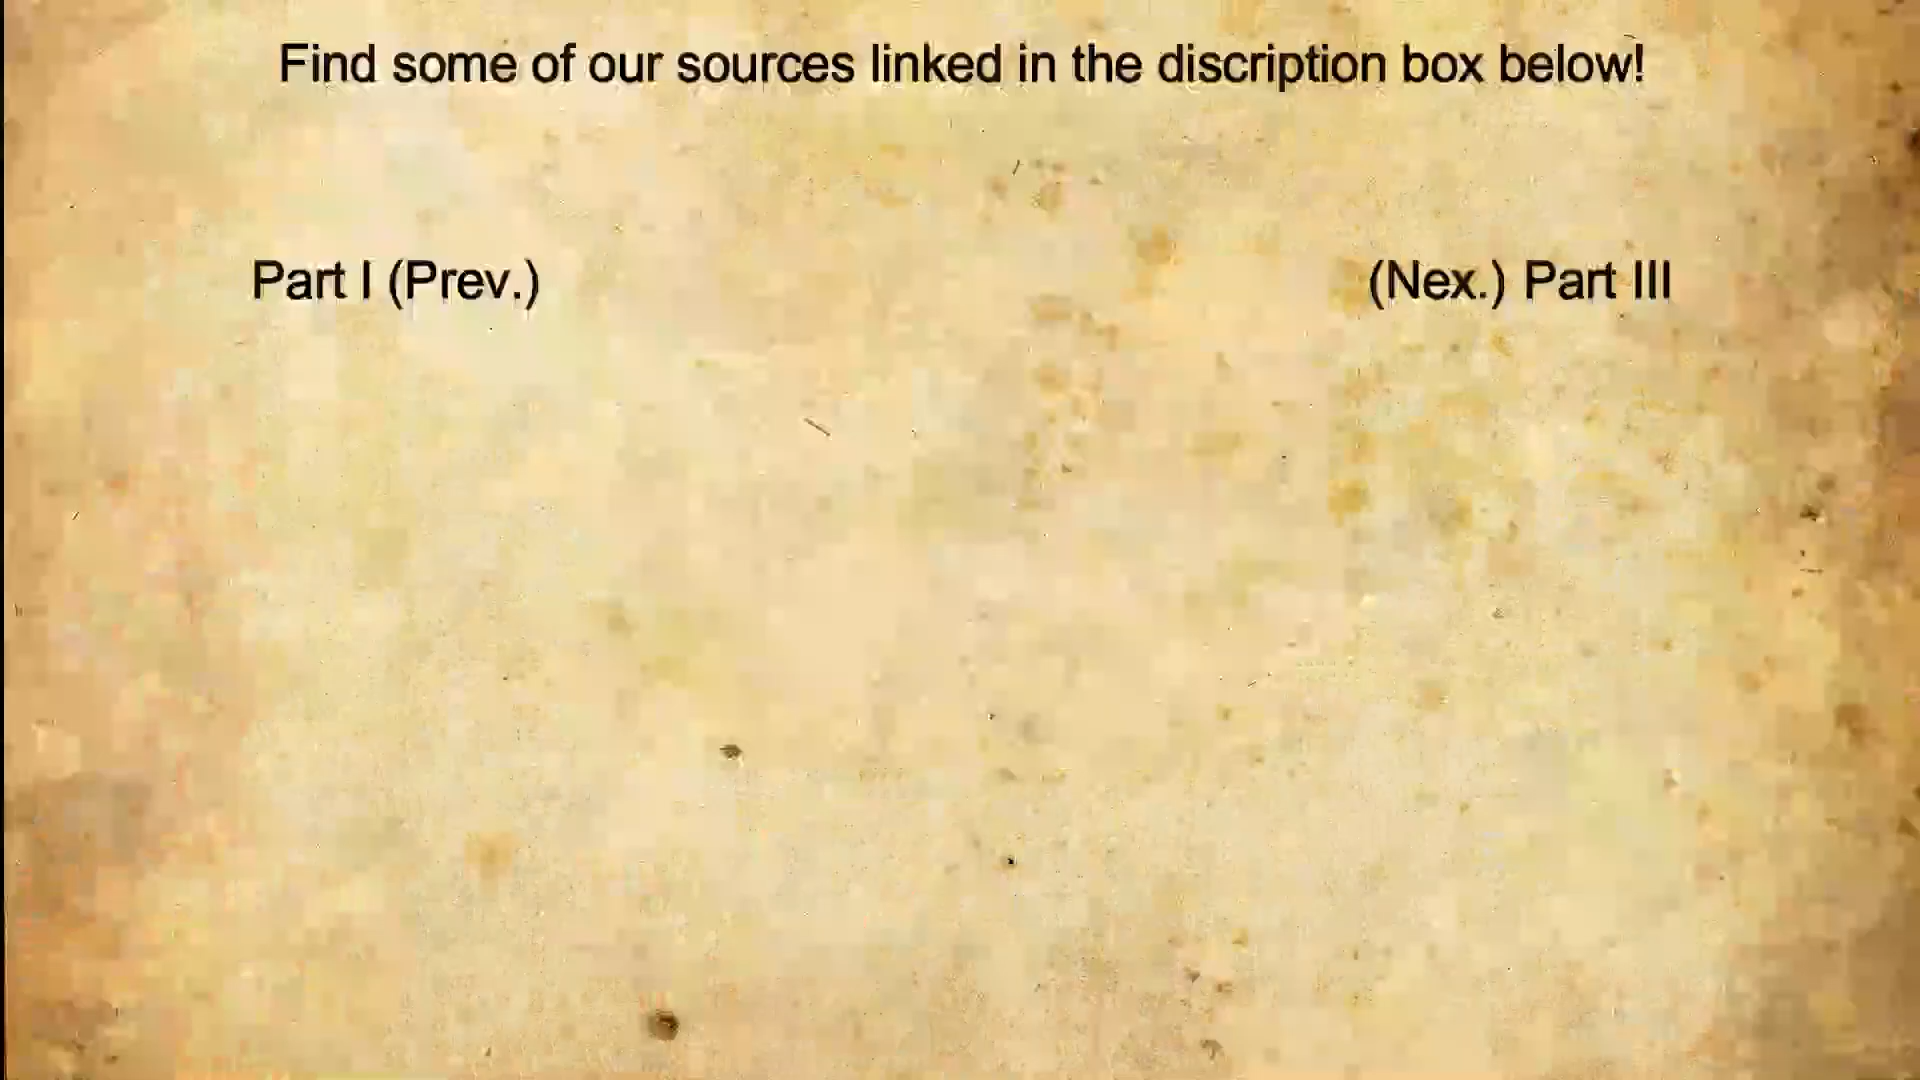 Find some of our sources linked in the discription box below!
Part I (Prev.)
(Nex.) Part III